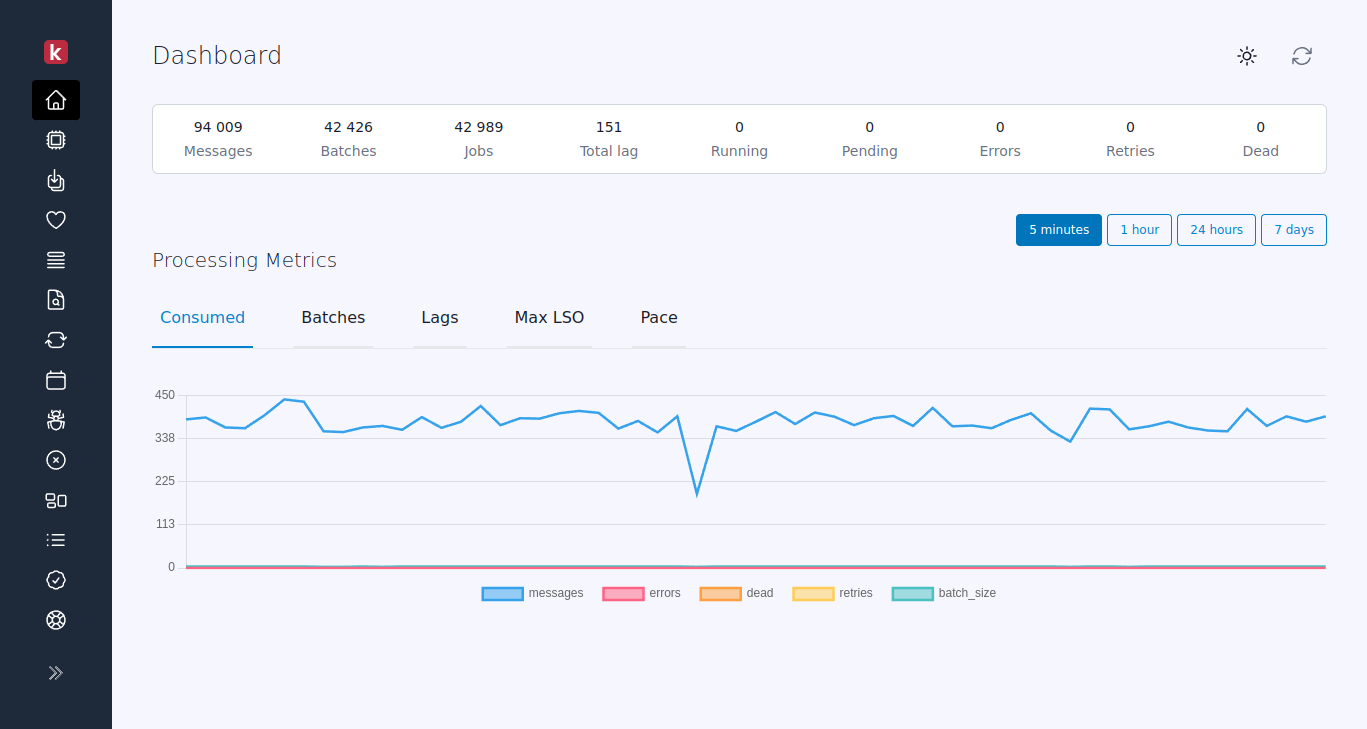 k
Dashboard
94 009 42 426 42 989 151 0 0 0 0 0
Messages Batches Jobs Total lag Running Pending Errors Retries Dead
5 minutes 1 hour 24 hours 7 days
Processing Metrics
Consumed Batches Lags Max LSO Pace
450
338
225
113
0
messages errors dead retries batch_size